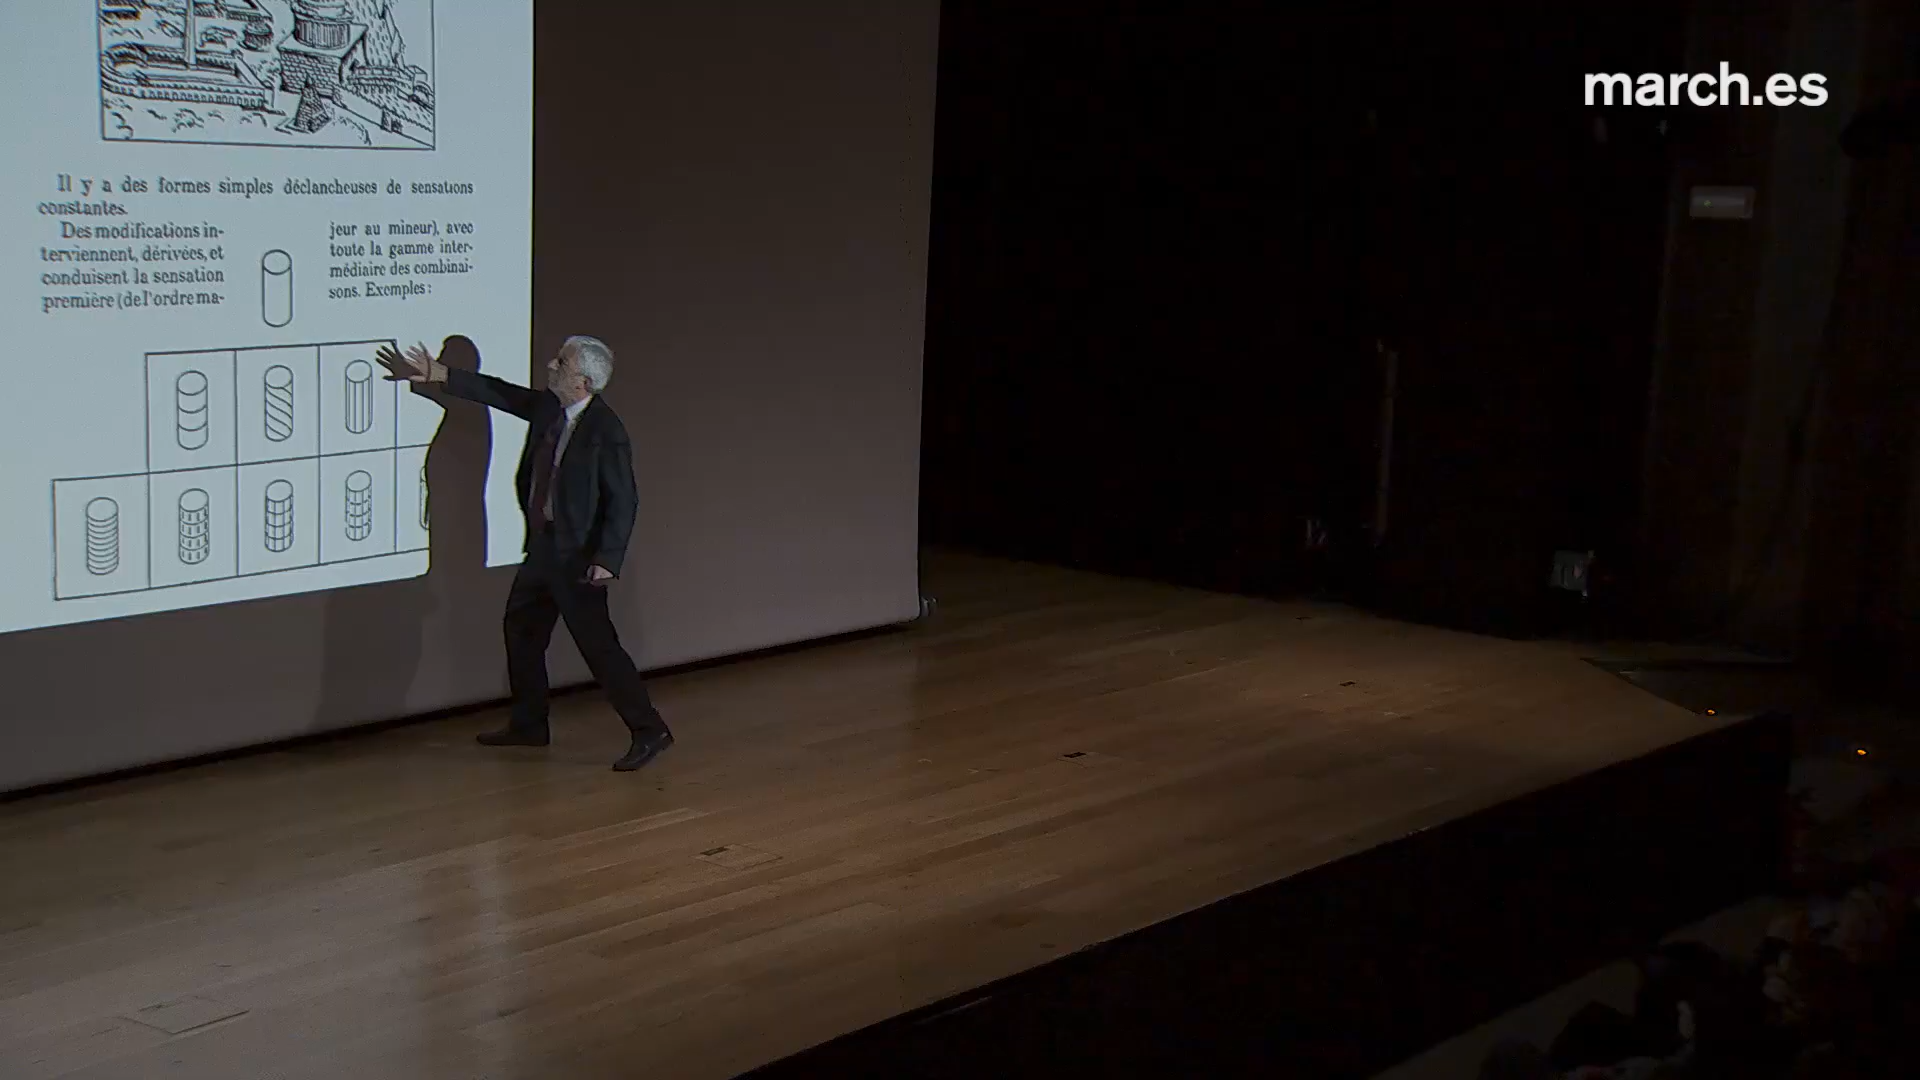 march.es
Il y a des formes simples déclancheuses de sensations
constantes.
Des modifications in-
terviennent, dérivées, et
conduisent la sensation
première (de l'ordre ma-
jeur au mineur), avec
toute la gamme inter-
médiaire des combinai-
sons. Exemples :